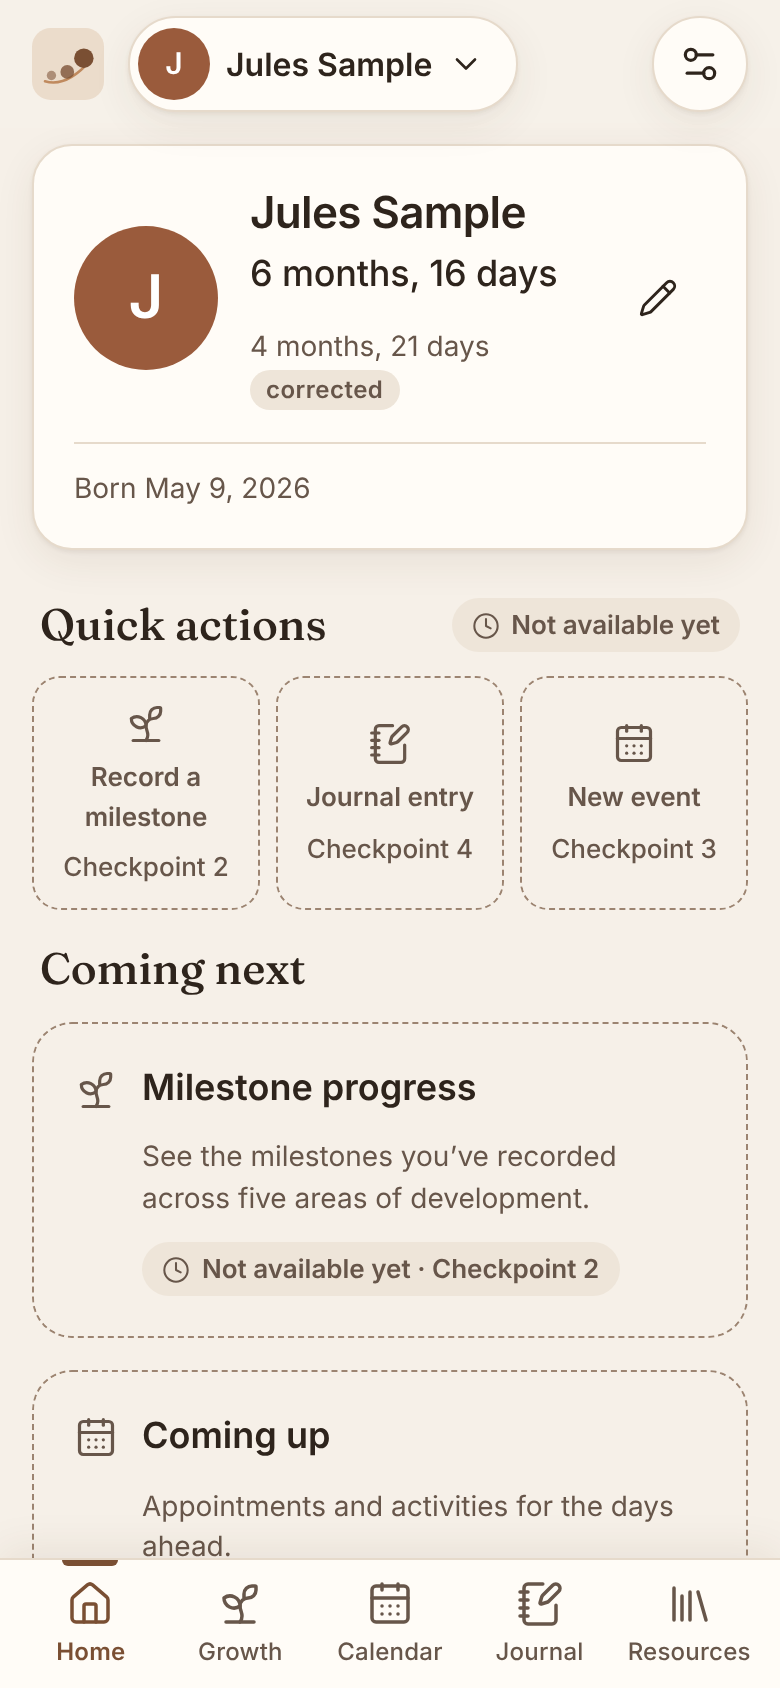 J
Jules Sample
J
Jules Sample
6 months, 16 days
4 months, 21 days
corrected
Born May 9, 2026
Quick actions
Not available yet
Record a
milestone
Checkpoint 2
Journal entry
Checkpoint 4
New event
Checkpoint 3
Coming next
Milestone progress
See the milestones you’ve recorded
across five areas of development.
Not available yet · Checkpoint 2
Coming up
Appointments and activities for the days
ahead.
Home
Growth
Calendar
Journal
Resources